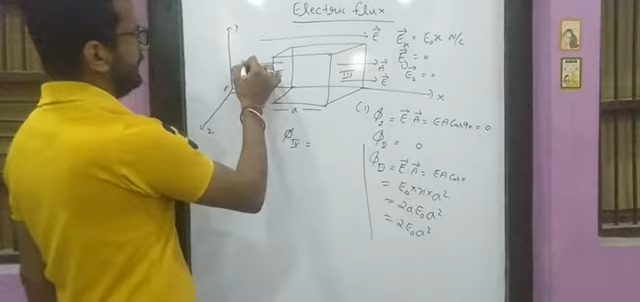 Electric flux
Y
E⃗
E⃗x = E₀x N/C
E⃗y = 0
E⃗z = 0
III
A⃗
E⃗
X
Z
a
(1) ϕI = E⃗.A⃗ = EA Cos90 = 0
ϕII = 0
ϕIII = E⃗.A⃗ = EA Cos0
= E₀ × x × a²
= 2aE₀a²
= 2E₀a³
ϕIV =